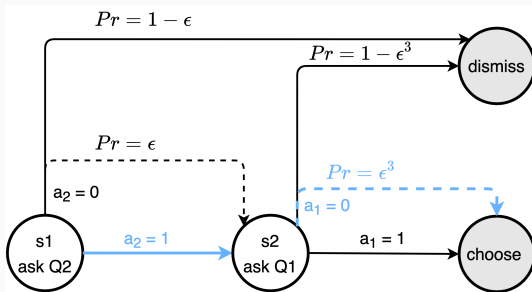 Pr = 1 − ϵ
Pr = 1 − ϵ³
dismiss
Pr = ϵ
Pr = ϵ³
a₂ = 0
a₁ = 0
s1
ask Q2
a₂ = 1
s2
ask Q1
a₁ = 1
choose